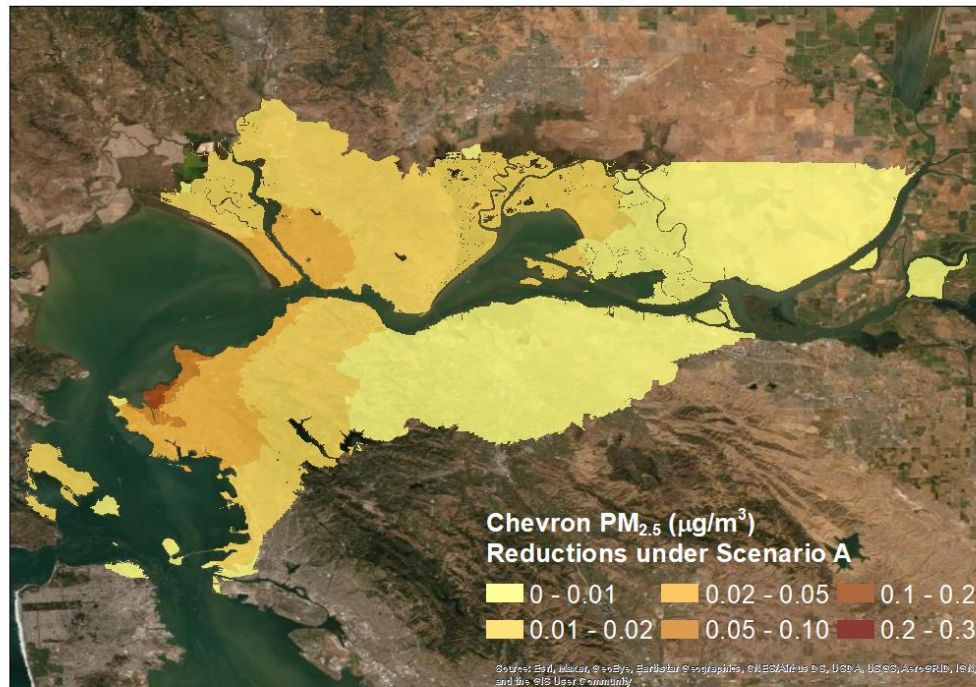 Chevron PM2.5 (μg/m3)
Reductions under Scenario A
0 - 0.01
0.02 - 0.05
0.1 - 0.2
0.01 - 0.02
0.05 - 0.10
0.2 - 0.3
Source: Esri, Maxar, GeoEye, Earthstar Geographics, CNES/Airbus DS, USDA, USGS, AeroGRID, IGN,
and the GIS User Community